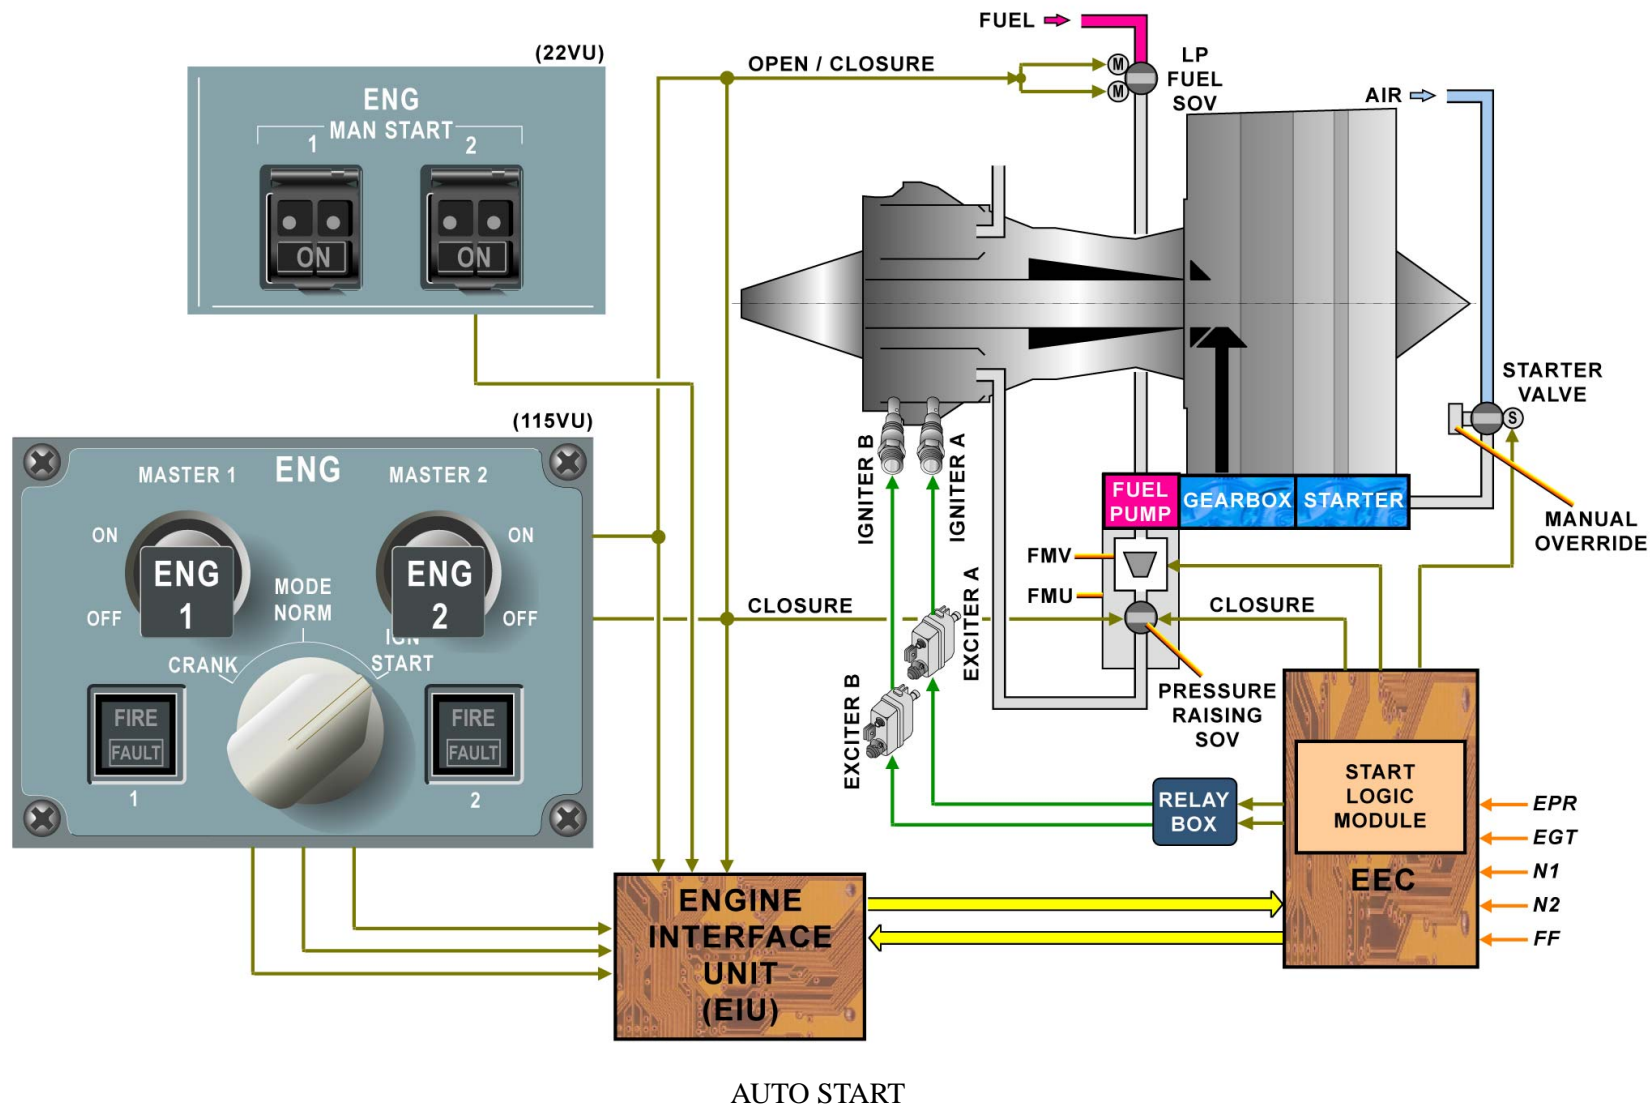 FUEL
(22VU)
OPEN / CLOSURE
LP
FUEL
SOV
AIR
ENG
MAN START
1
2
ON
ON
STARTER
VALVE
S
M
M
(115VU)
MASTER 1
ENG
MASTER 2
ON
OFF
ENG
1
MODE
NORM
ENG
2
ON
OFF
CRANK
IGN
START
FIRE
FAULT
1
FIRE
FAULT
2
IGNITER B
IGNITER A
FUEL
PUMP
GEARBOX
STARTER
MANUAL
OVERRIDE
FMV
FMU
CLOSURE
CLOSURE
EXCITER A
EXCITER B
PRESSURE
RAISING
SOV
RELAY
BOX
START
LOGIC
MODULE
EEC
EPR
EGT
N1
N2
FF
ENGINE
INTERFACE
UNIT
(EIU)
AUTO START